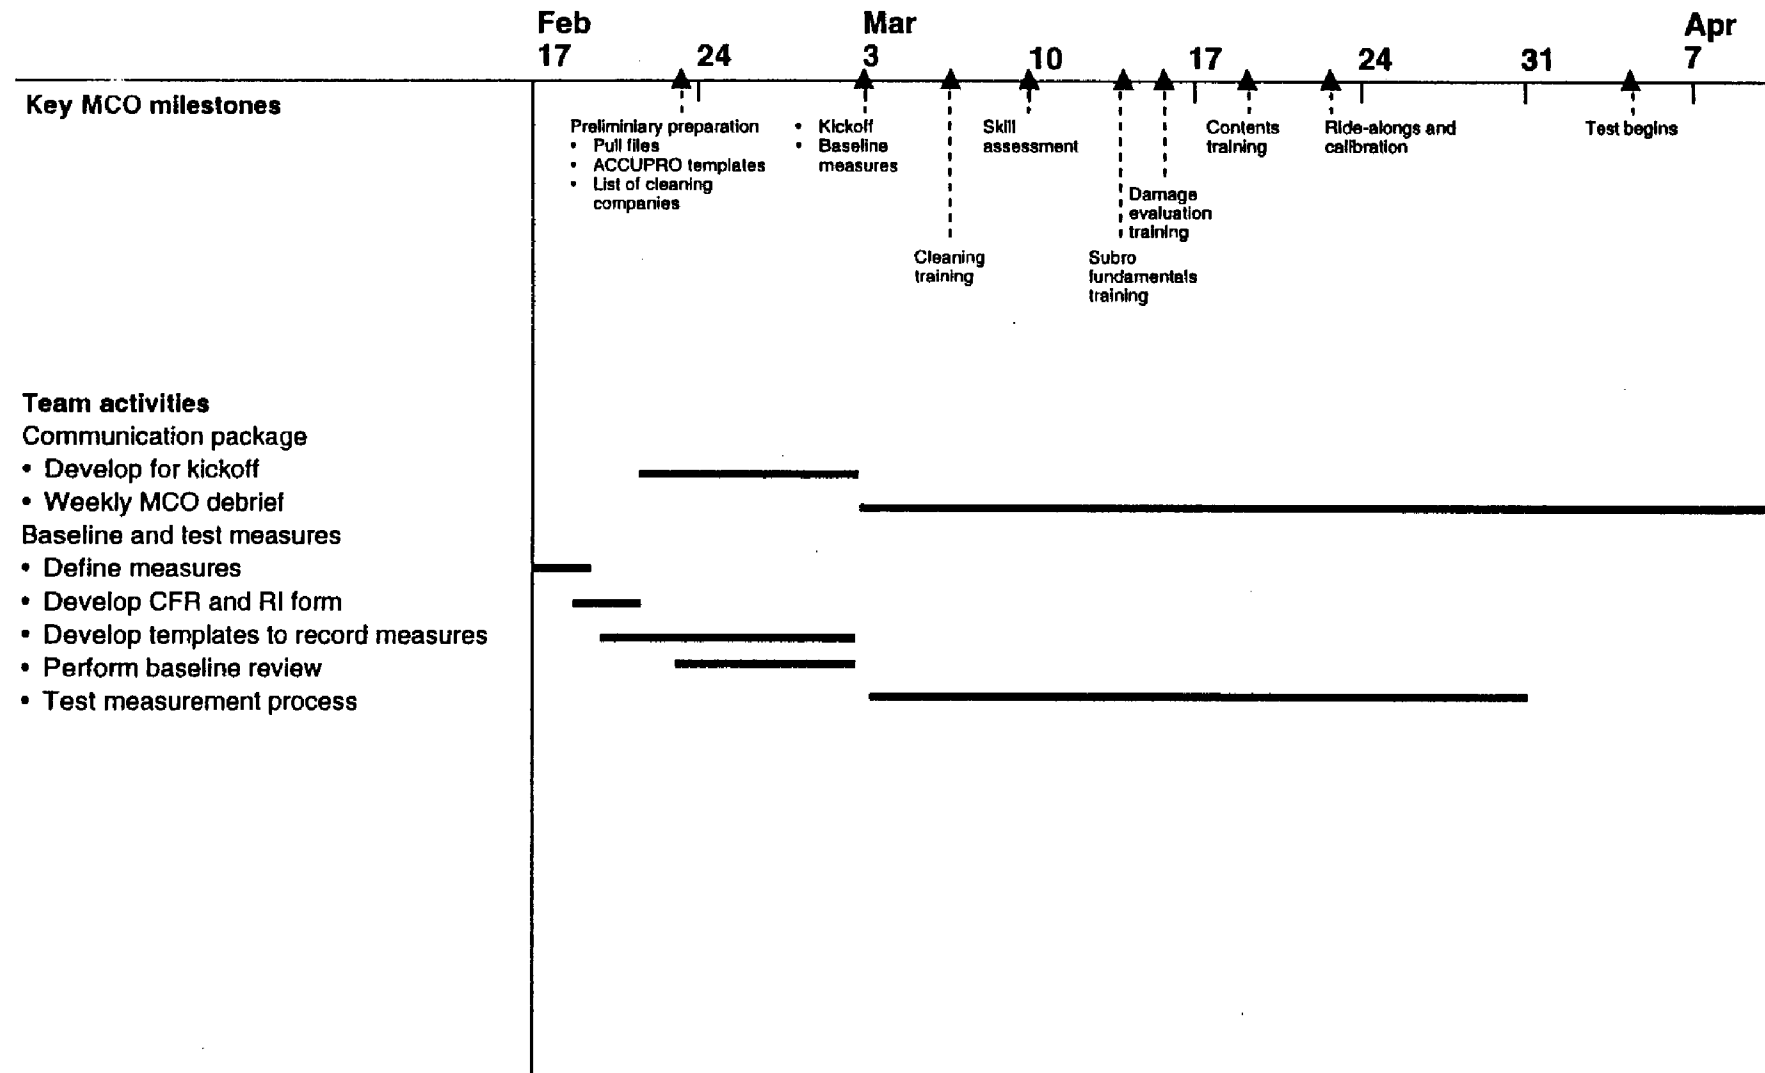 Feb Mar Apr
17 24 3 10 17 24 31 7
Key MCO milestones
Preliminiary preparation
• Pull files
• ACCUPRO templates
• List of cleaning
companies
• Kickoff
• Baseline
measures
Cleaning
training
Skill
assessment
Subro
fundamentals
training
Damage
evaluation
training
Contents
training
Ride-alongs and
calibration
Test begins
Team activities
Communication package
• Develop for kickoff
• Weekly MCO debrief
Baseline and test measures
• Define measures
• Develop CFR and RI form
• Develop templates to record measures
• Perform baseline review
• Test measurement process